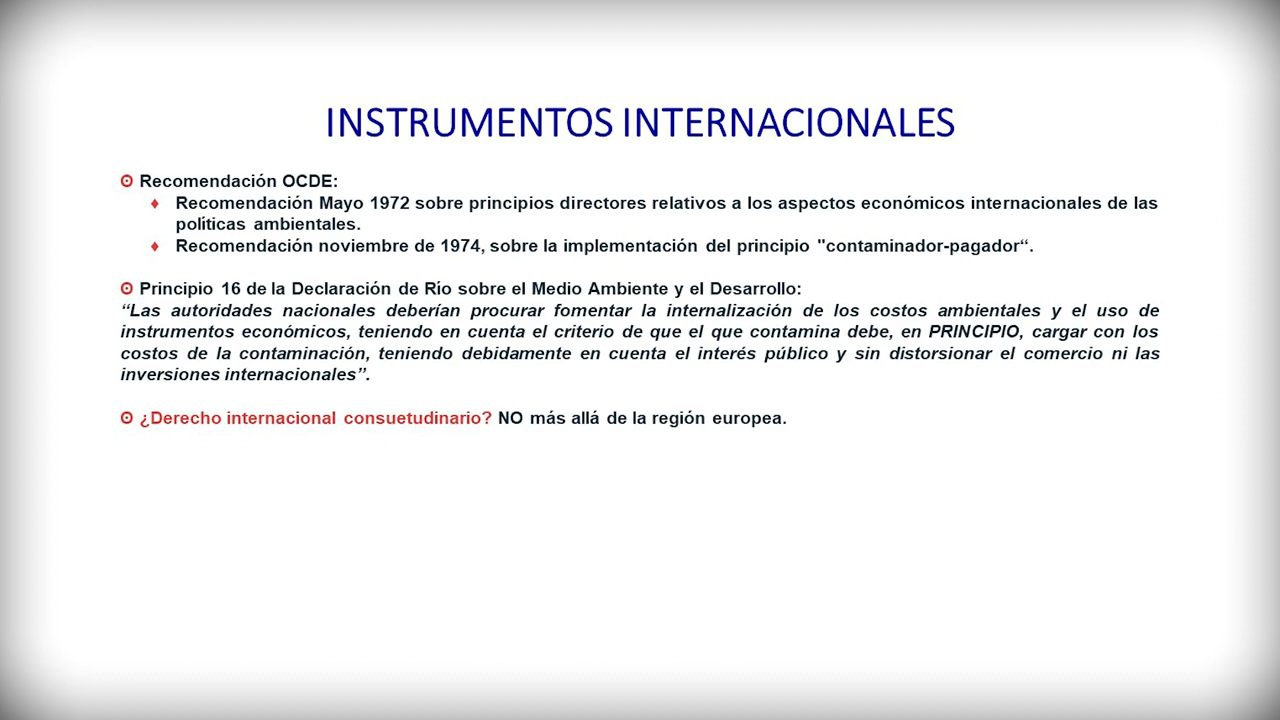 INSTRUMENTOS INTERNACIONALES
ʘ Recomendación OCDE:
♦ Recomendación Mayo 1972 sobre principios directores relativos a los aspectos económicos internacionales de las
políticas ambientales.
♦ Recomendación noviembre de 1974, sobre la implementación del principio "contaminador-pagador“.
ʘ Principio 16 de la Declaración de Río sobre el Medio Ambiente y el Desarrollo:
“Las autoridades nacionales deberían procurar fomentar la internalización de los costos ambientales y el uso de
instrumentos económicos, teniendo en cuenta el criterio de que el que contamina debe, en PRINCIPIO, cargar con los
costos de la contaminación, teniendo debidamente en cuenta el interés público y sin distorsionar el comercio ni las
inversiones internacionales”.
ʘ ¿Derecho internacional consuetudinario? NO más allá de la región europea.